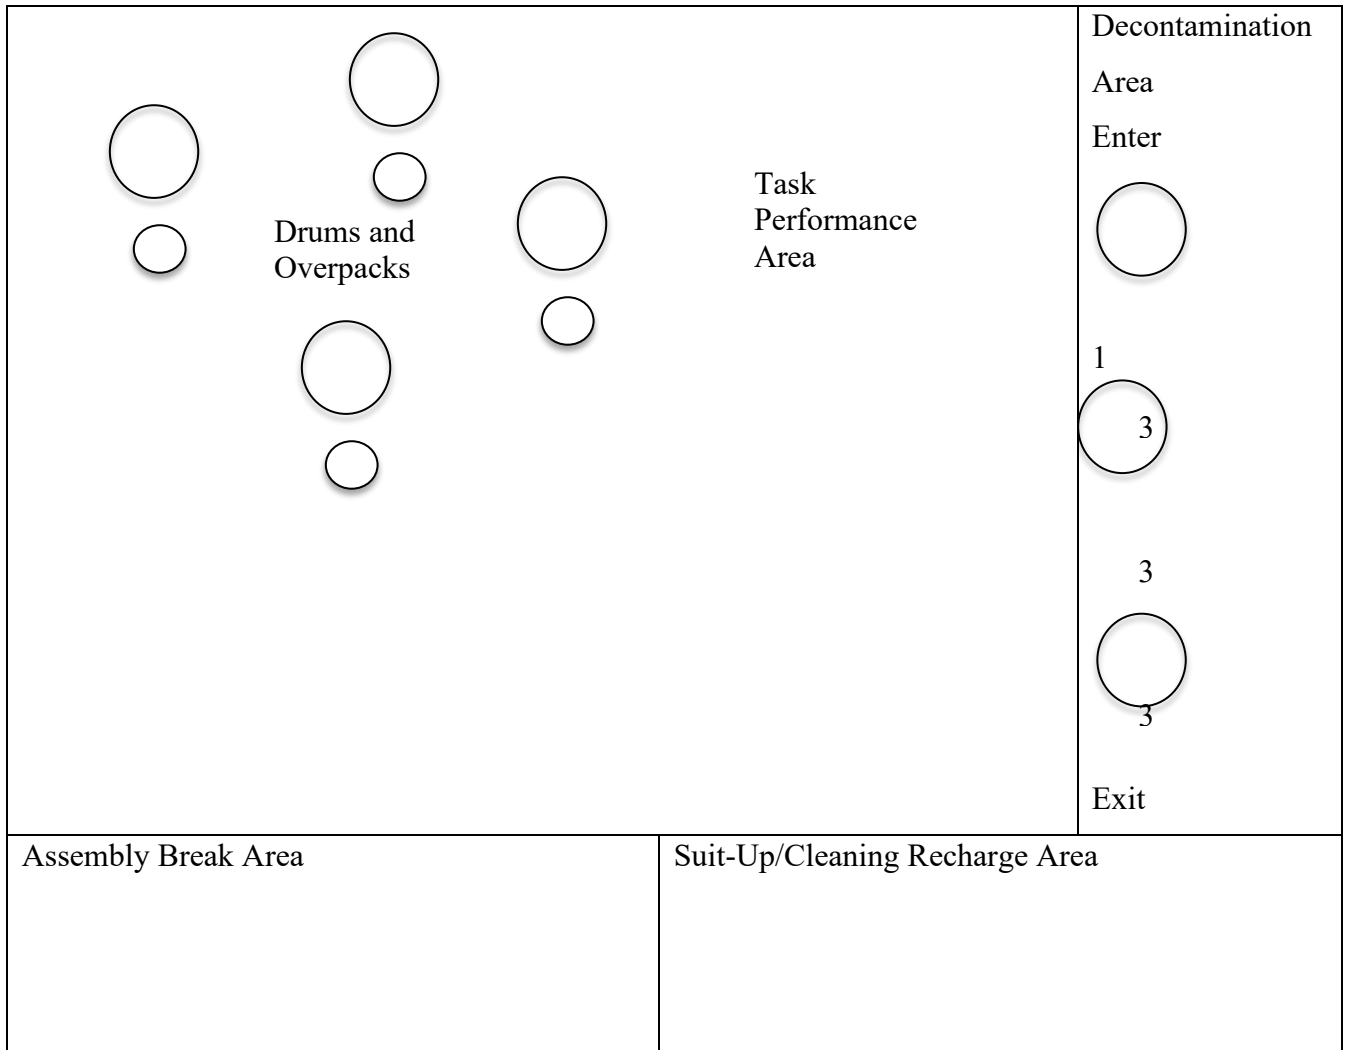 Drums and
Overpacks
Task
Performance
Area
Decontamination
Area
Enter
1
3
3
3
Exit
Assembly Break Area
Suit-Up/Cleaning Recharge Area